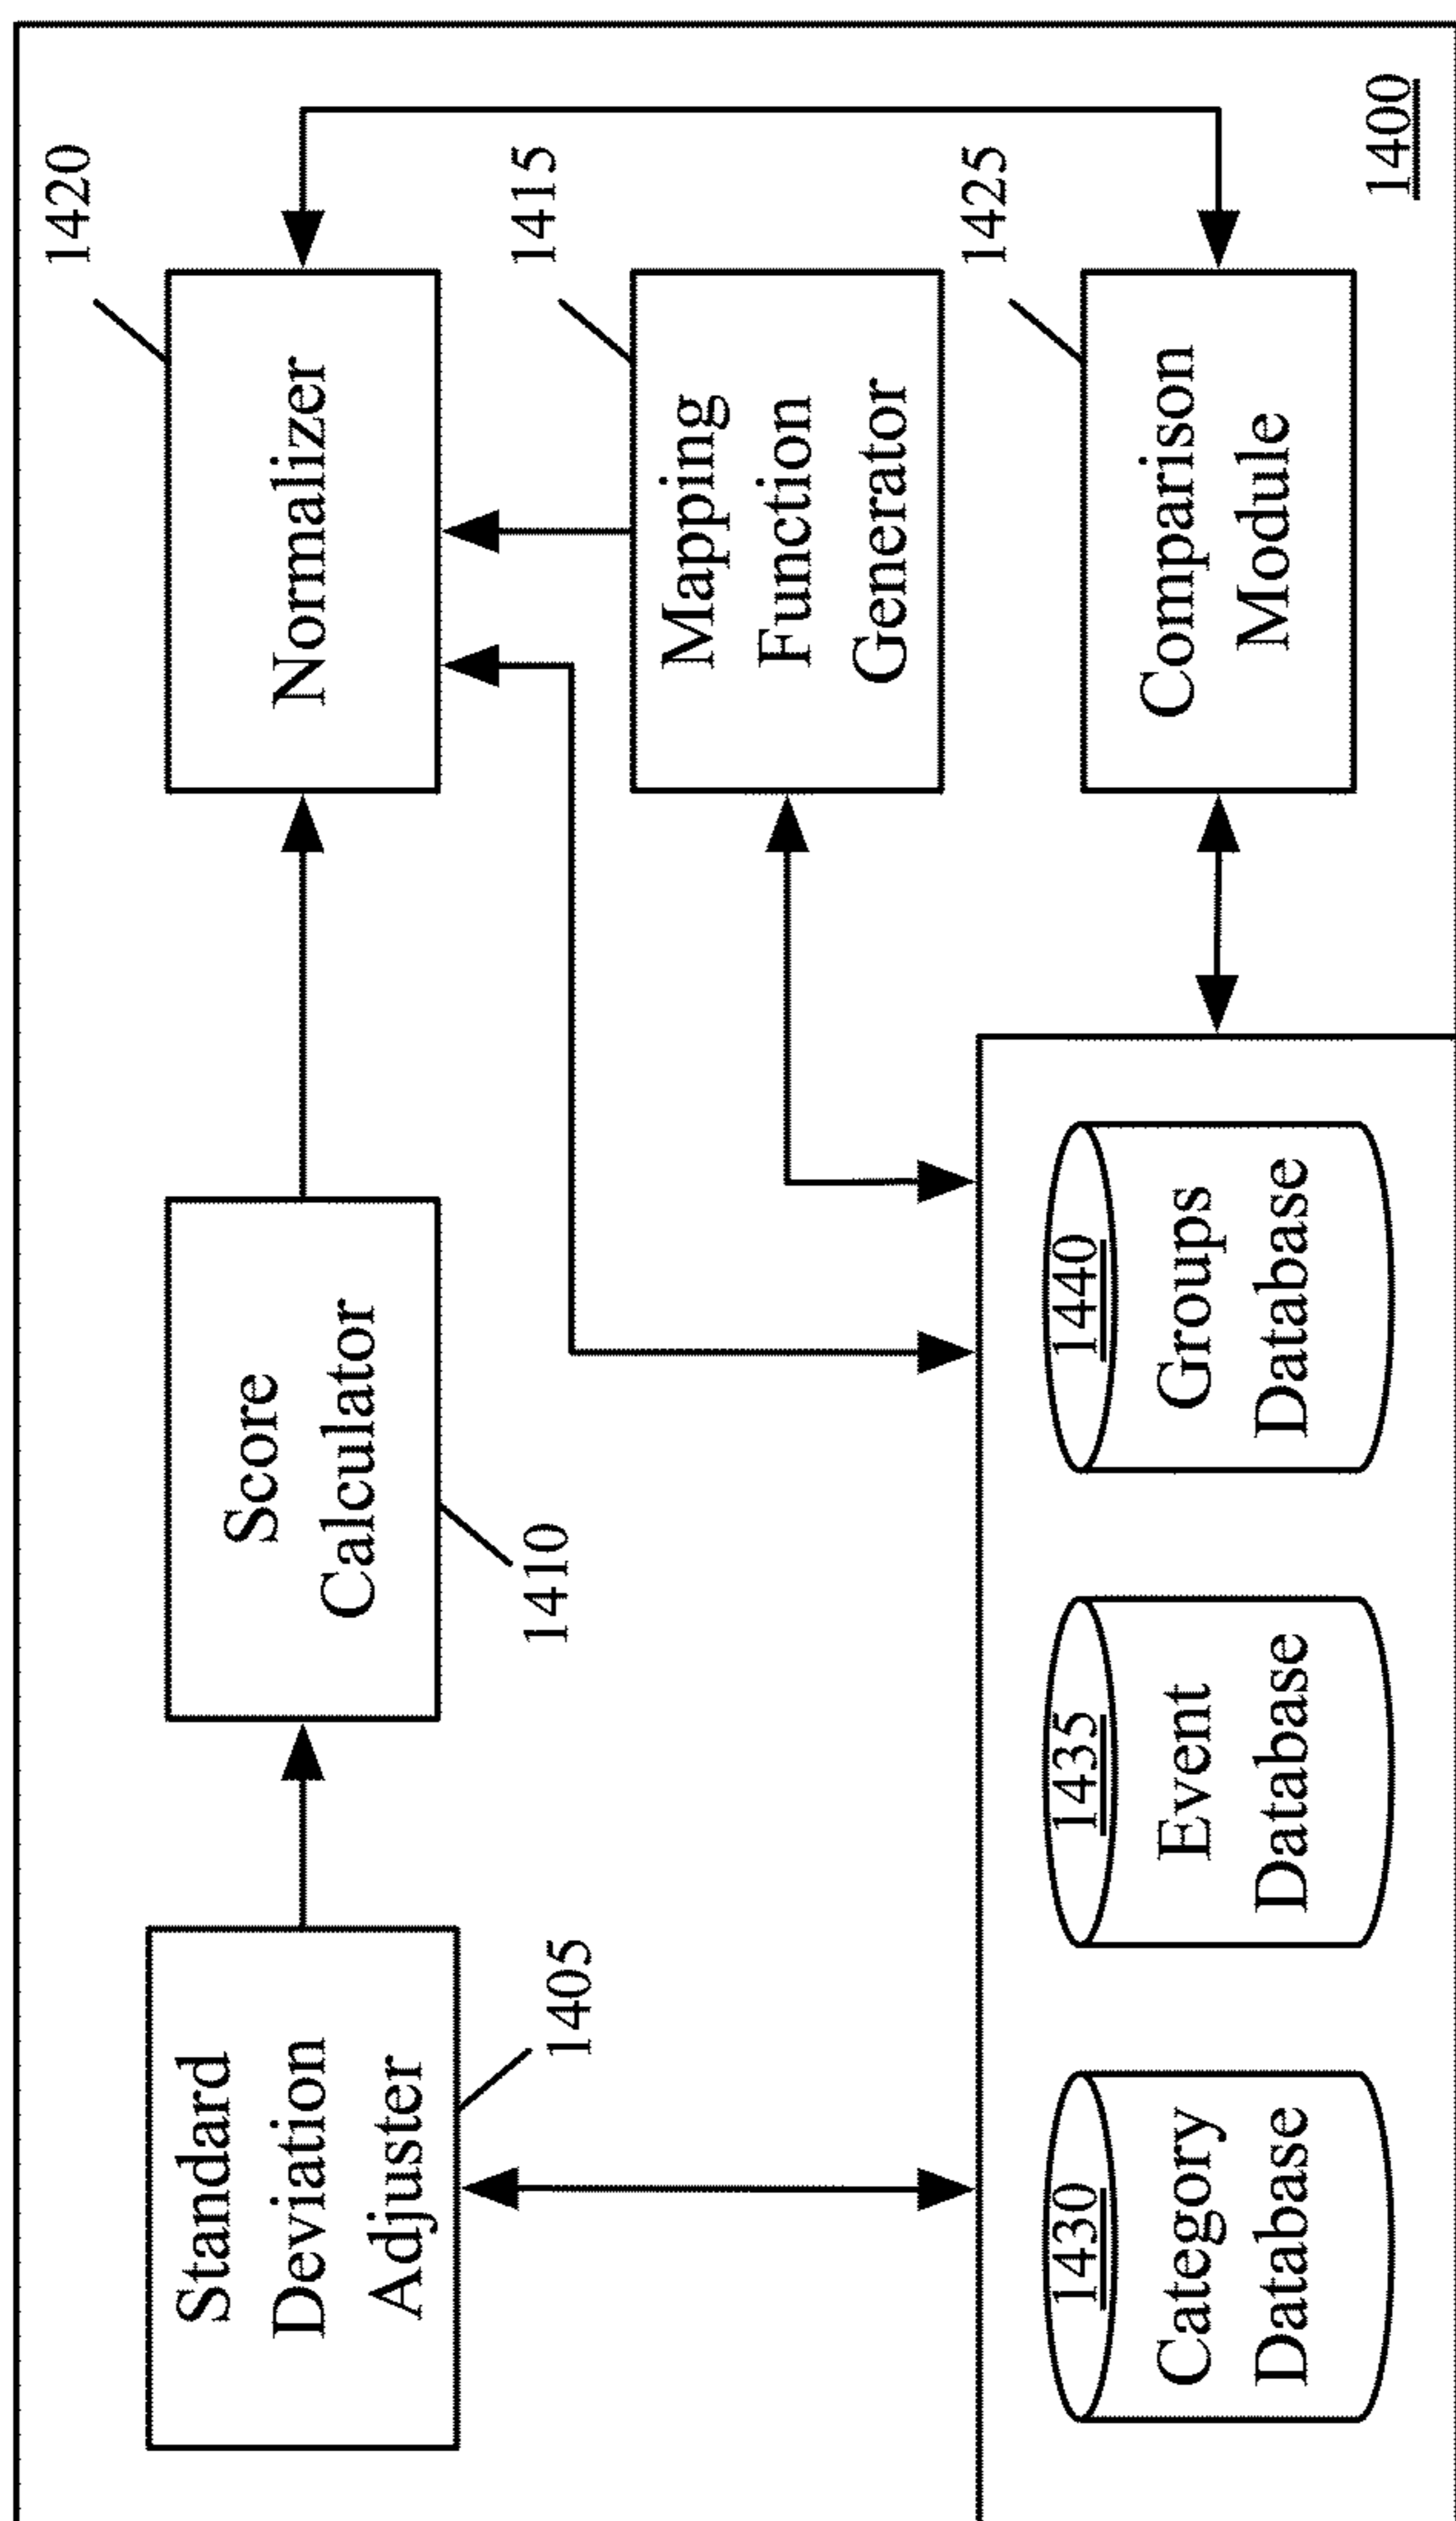 Standard
Deviation
Adjuster
1405
Score
Calculator
1410
Normalizer
1420
Mapping
Function
Generator
1415
Comparison
Module
1425
1430
Category
Database
1435
Event
Database
1440
Groups
Database
1400